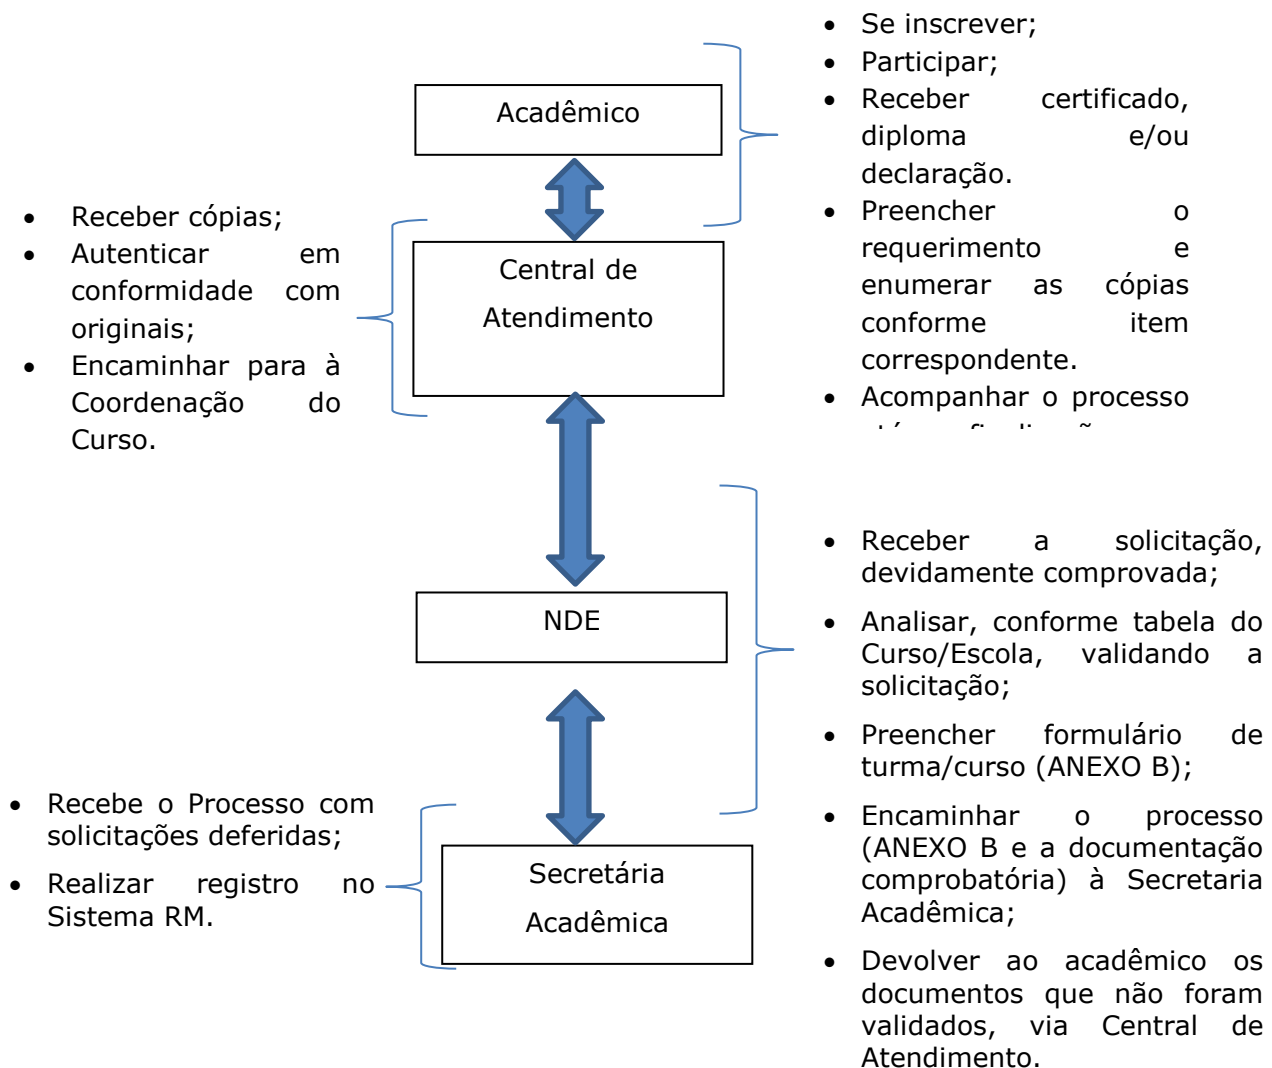 • Se inscrever;
• Participar;
• Receber certificado,
diploma e/ou
declaração.
• Preencher o
requerimento e
enumerar as cópias
conforme item
correspondente.
• Acompanhar o processo
Acadêmico
• Receber cópias;
• Autenticar em
conformidade com
originais;
• Encaminhar para à
Coordenação do
Curso.
Central de
Atendimento
NDE
• Receber a solicitação,
devidamente comprovada;
• Analisar, conforme tabela do
Curso/Escola, validando a
solicitação;
• Preencher formulário de
turma/curso (ANEXO B);
• Encaminhar o processo
(ANEXO B e a documentação
comprobatória) à Secretaria
Acadêmica;
• Devolver ao acadêmico os
documentos que não foram
validados, via Central de
Atendimento.
• Recebe o Processo com
solicitações deferidas;
• Realizar registro no
Sistema RM.
Secretária
Acadêmica